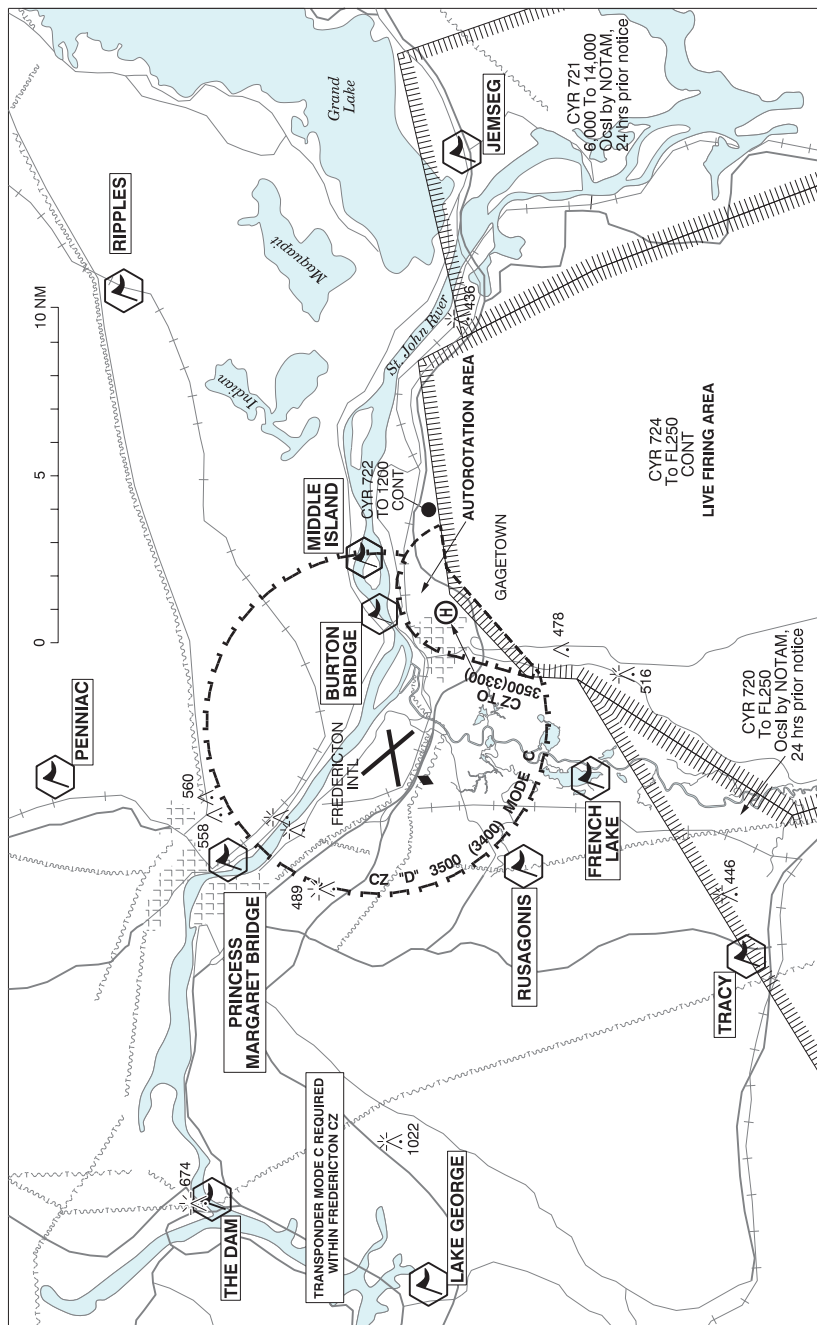 Grand
Lake
CYR 721
6,000 To 14,000
Ocsl by NOTAM,
24 hrs prior notice
JEMSEG
RIPPLES
Maquapit
Indian
St. John River
436
10 NM
5
0
MIDDLE
ISLAND
CYR 722
TO 1200
CONT
AUTOROTATION AREA
CYR 724
To FL250
CONT
LIVE FIRING AREA
BURTON
BRIDGE
H
GAGETOWN
478
516
CZ TO
3500(3300)
PENNIAC
560
558
FREDERICTON
INTL
CZ "D" 3500 (3400) MODE C
FRENCH
LAKE
CYR 720
To FL250
Ocsl by NOTAM,
24 hrs prior notice
489
PRINCESS
MARGARET BRIDGE
RUSAGONIS
446
TRACY
674
THE DAM
TRANSPONDER MODE C REQUIRED
WITHIN FREDERICTON CZ
1022
LAKE GEORGE